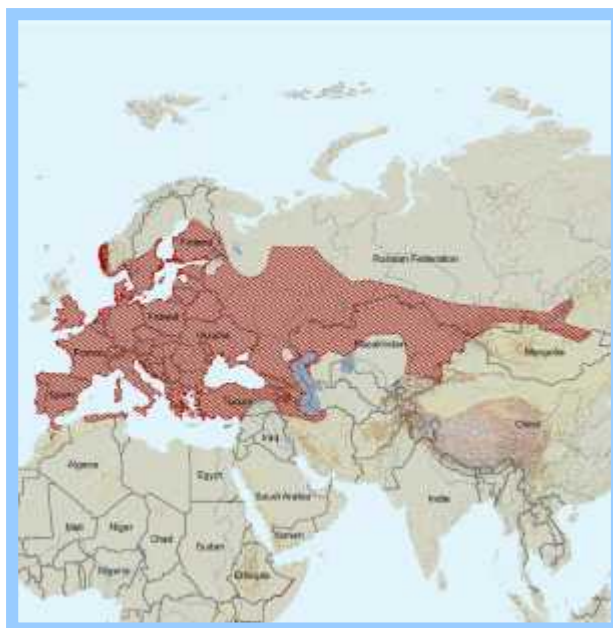 Finland
Russian Federation
Poland
Ukraine
France
Kazakhstan
Mongolia
Spain
Turkey
China
Iraq
Algeria
Egypt
Saudi Arabia
India
Mali
Niger
Chad
Sudan
Yemen
Nigeria
Ethiopia